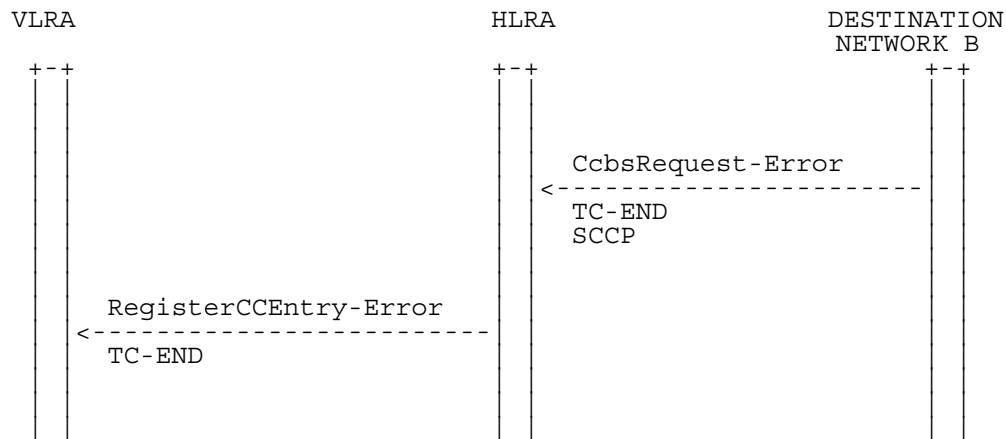 VLRA HLRA DESTINATION
NETWORK B
CcbsRequest-Error
TC-END
SCCP
RegisterCCEntry-Error
TC-END